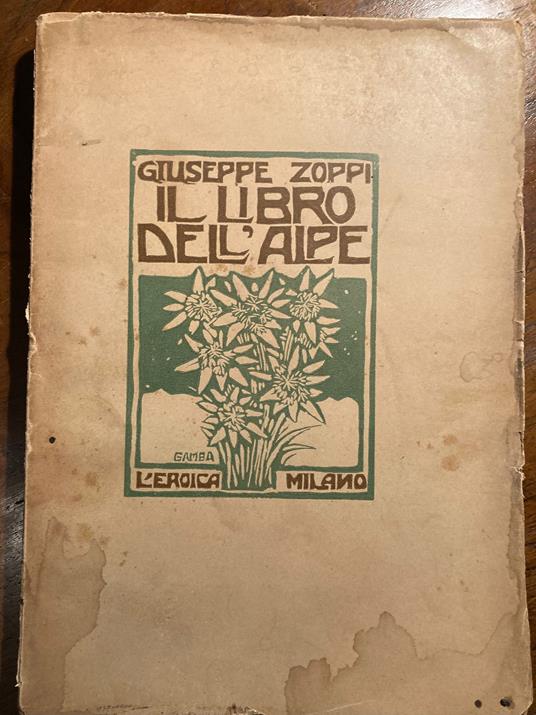 GIUSEPPE ZOPPI
IL LIBRO
DELL'ALPE
GAMBA
L'EROICA MILANO